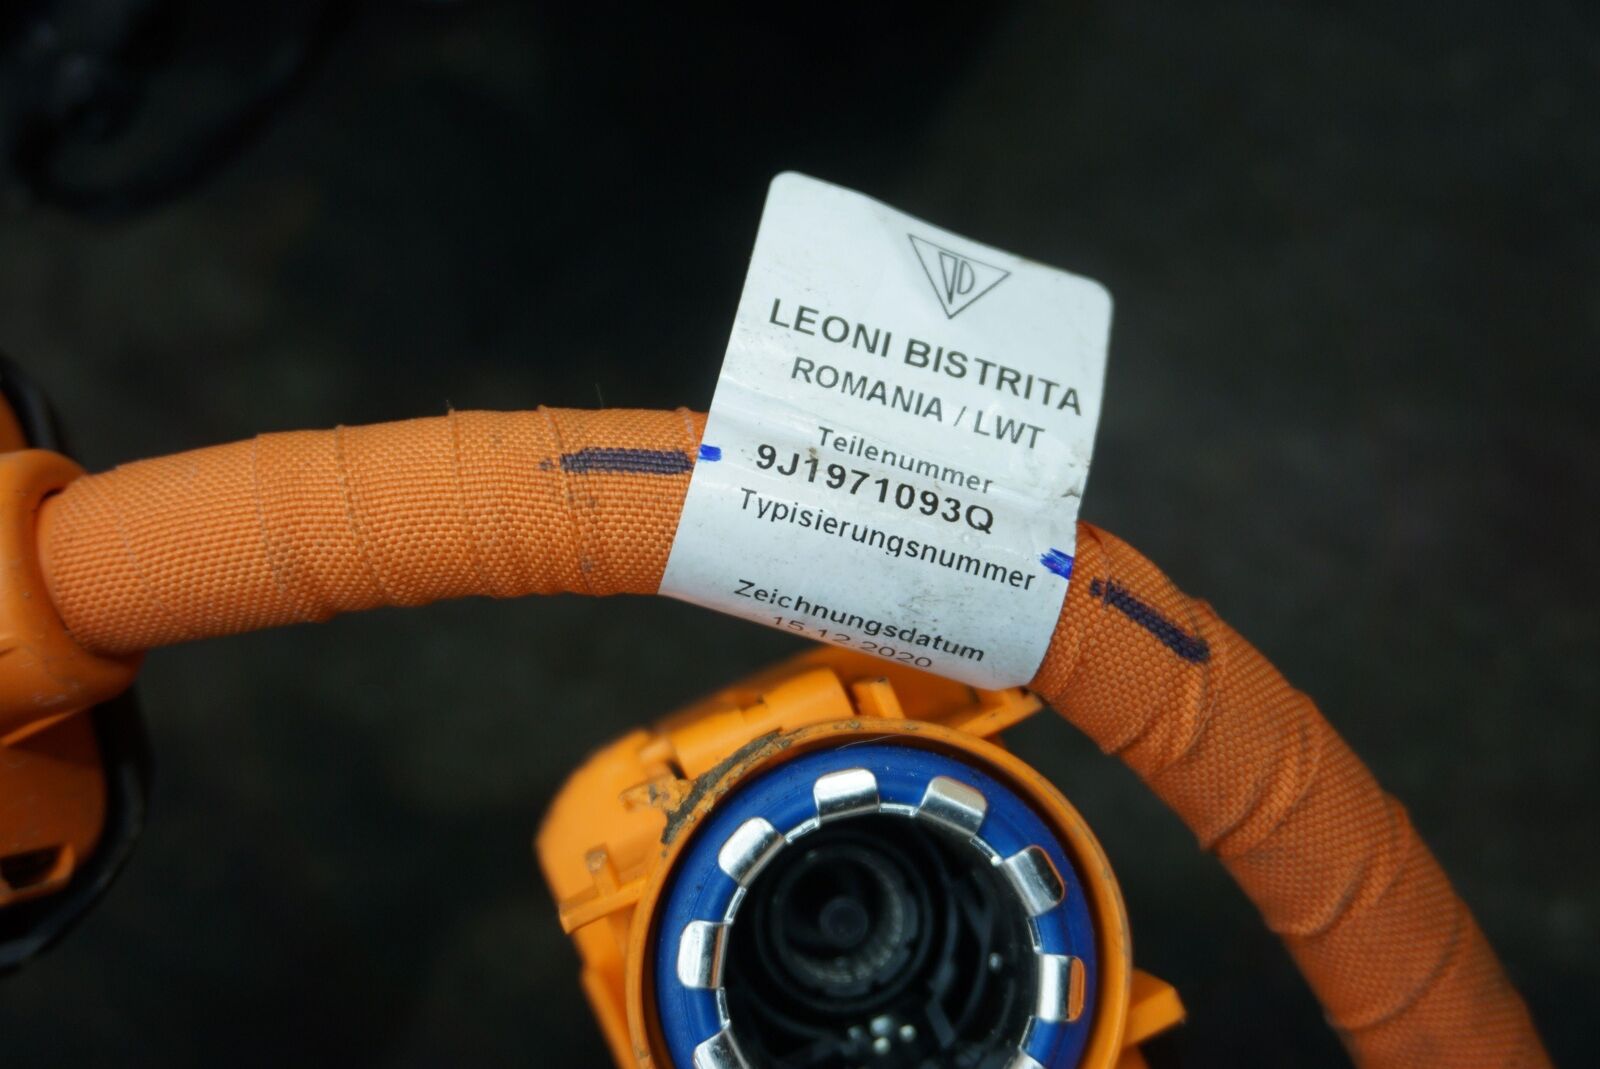 LEONI BISTRITA
ROMANIA / LWT
Teilenummer
9J1971093Q
Typisierungsnummer
Zeichnungsdatum
15.12.2020